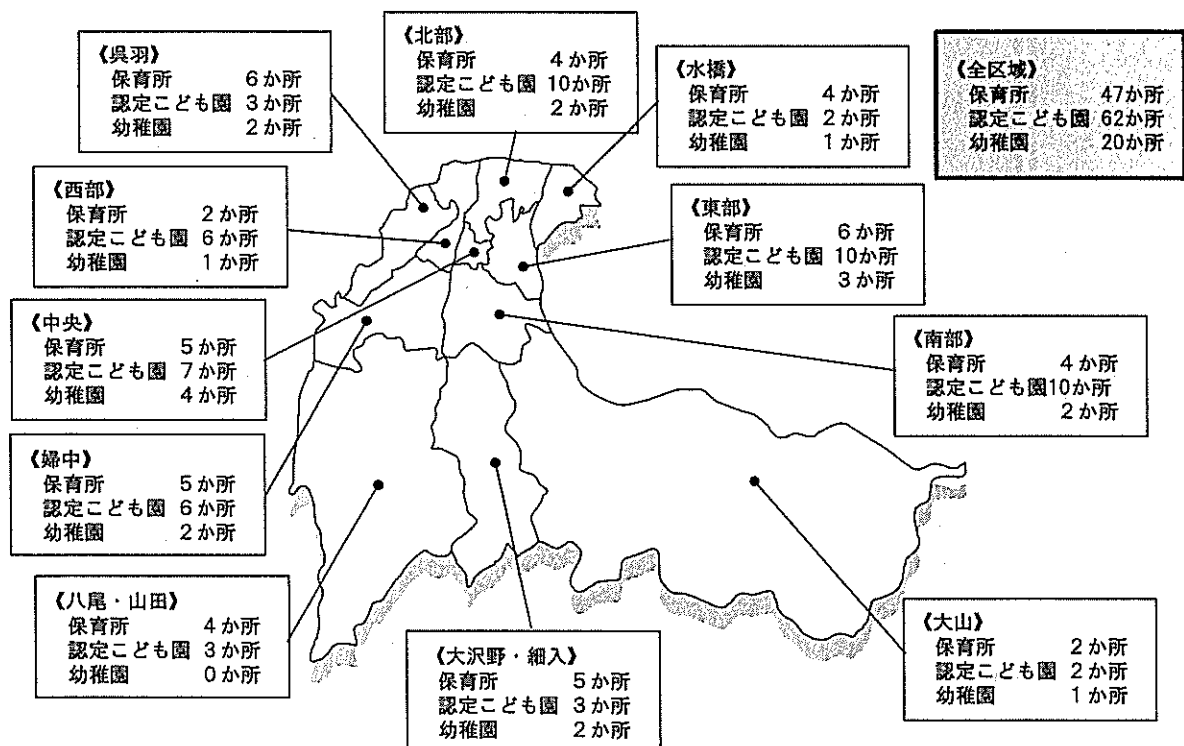 《呉羽》
保育所 6か所
認定こども園 3か所
幼稚園 2か所
《北部》
保育所 4か所
認定こども園 10か所
幼稚園 2か所
《水橋》
保育所 4か所
認定こども園 2か所
幼稚園 1か所
《全区域》
保育所 47か所
認定こども園 62か所
幼稚園 20か所
《西部》
保育所 2か所
認定こども園 6か所
幼稚園 1か所
《東部》
保育所 6か所
認定こども園 10か所
幼稚園 3か所
《中央》
保育所 5か所
認定こども園 7か所
幼稚園 4か所
《南部》
保育所 4か所
認定こども園10か所
幼稚園 2か所
《婦中》
保育所 5か所
認定こども園 6か所
幼稚園 2か所
《八尾・山田》
保育所 4か所
認定こども園 3か所
幼稚園 0か所
《大沢野・細入》
保育所 5か所
認定こども園 3か所
幼稚園 2か所
《大山》
保育所 2か所
認定こども園 2か所
幼稚園 1か所